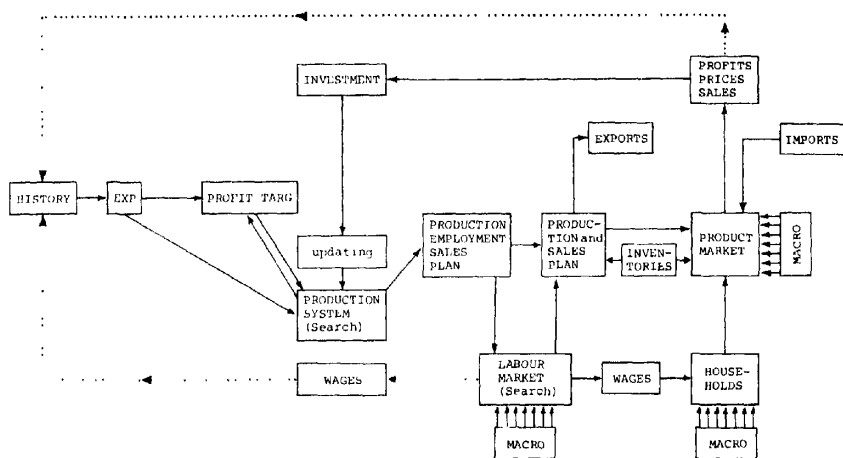 INVESTMENT
PROFITS
PRICES
SALES
EXPORTS
IMPORTS
HISTORY
EXP
PROFIT TARG
updating
PRODUCTION
SYSTEM
(Search)
PRODUCTION
EMPLOYMENT
SALES
PLAN
PRODUC-
TION and
SALES
PLAN
INVEN-
TORIES
PRODUCT
MARKET
MACRO
WAGES
LABOUR
MARKET
(Search)
WAGES
HOUSE-
HOLDS
MACRO
MACRO